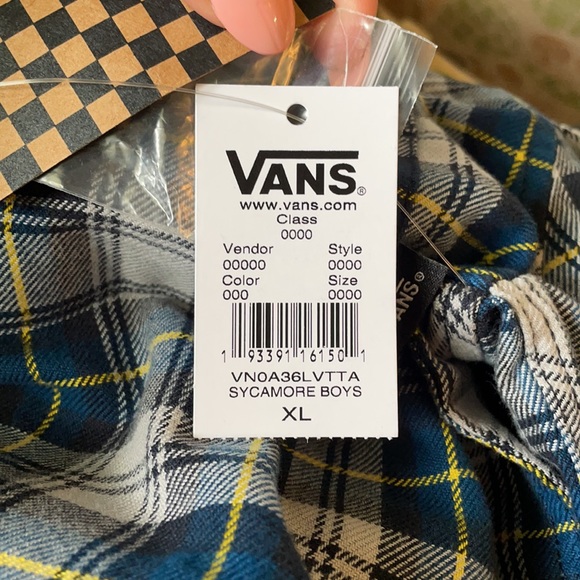 VANS®
www.vans.com
Class
0000
Vendor Style
00000 0000
Color Size
000 0000
1 93391 16150 1
VN0A36LVTTA
SYCAMORE BOYS
XL
VANS®